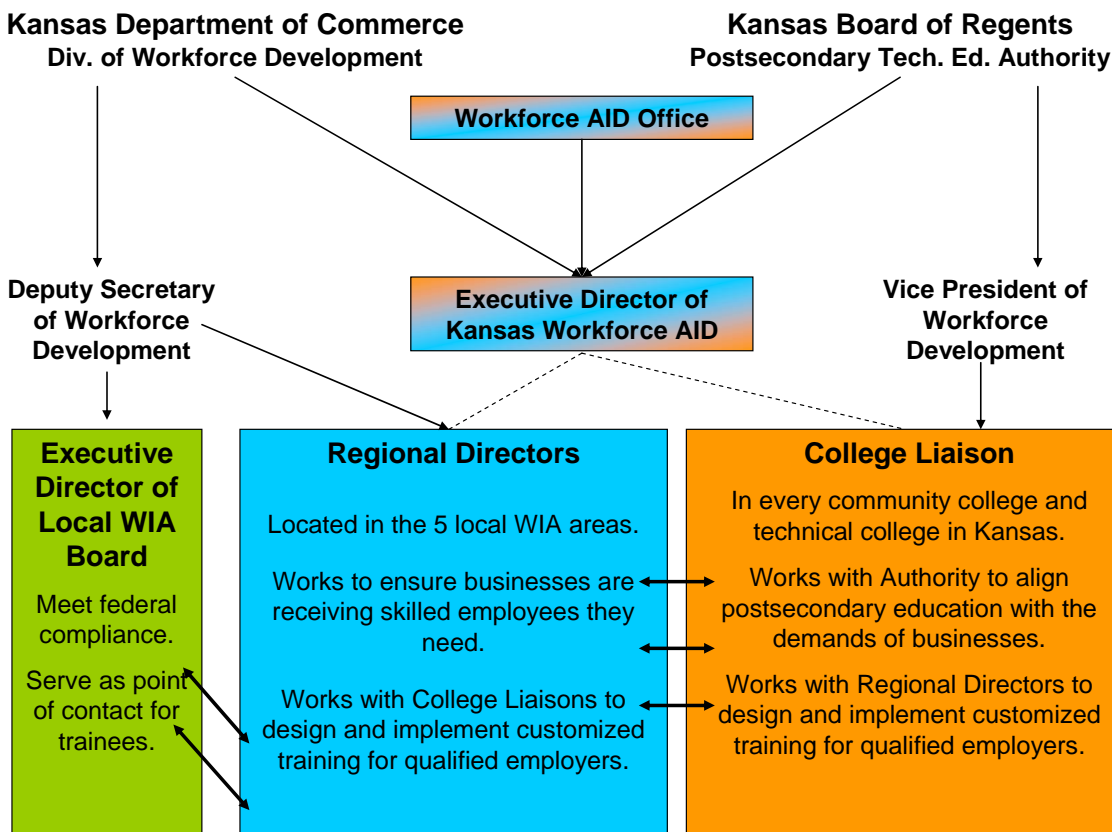 Kansas Department of Commerce
Div. of Workforce Development
Kansas Board of Regents
Postsecondary Tech. Ed. Authority
Workforce AID Office
Deputy Secretary
of Workforce
Development
Executive Director of
Kansas Workforce AID
Vice President of
Workforce
Development
Executive
Director of
Local WIA
Board
Meet federal
compliance.
Serve as point
of contact for
trainees.
Regional Directors
Located in the 5 local WIA areas.
Works to ensure businesses are
receiving skilled employees they
need.
Works with College Liaisons to
design and implement customized
training for qualified employers.
College Liaison
In every community college and
technical college in Kansas.
Works with Authority to align
postsecondary education with the
demands of businesses.
Works with Regional Directors to
design and implement customized
training for qualified employers.